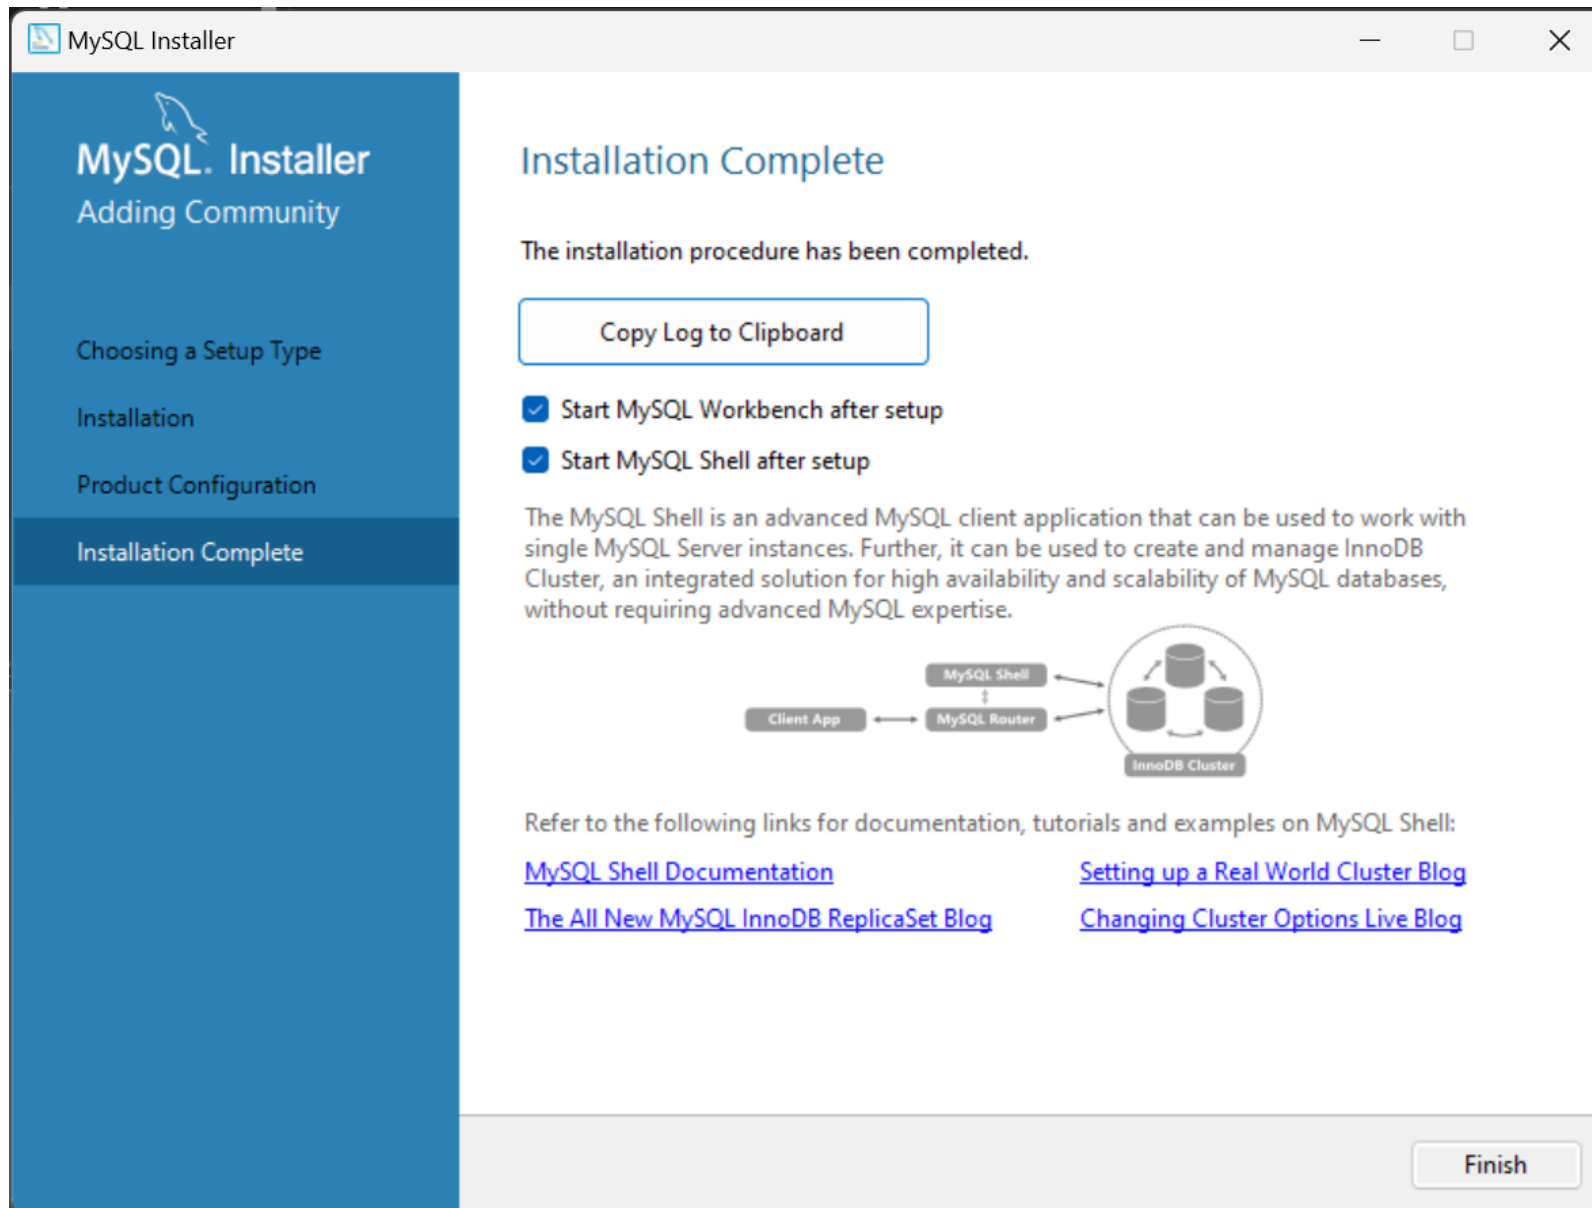 MySQL Installer
MySQL. Installer
Adding Community
Choosing a Setup Type
Installation
Product Configuration
Installation Complete
Installation Complete
The installation procedure has been completed.
Copy Log to Clipboard
Start MySQL Workbench after setup
Start MySQL Shell after setup
The MySQL Shell is an advanced MySQL client application that can be used to work with
single MySQL Server instances. Further, it can be used to create and manage InnoDB
Cluster, an integrated solution for high availability and scalability of MySQL databases,
without requiring advanced MySQL expertise.
MySQL Shell
Client App
MySQL Router
InnoDB Cluster
Refer to the following links for documentation, tutorials and examples on MySQL Shell:
MySQL Shell Documentation
Setting up a Real World Cluster Blog
The All New MySQL InnoDB ReplicaSet Blog
Changing Cluster Options Live Blog
Finish